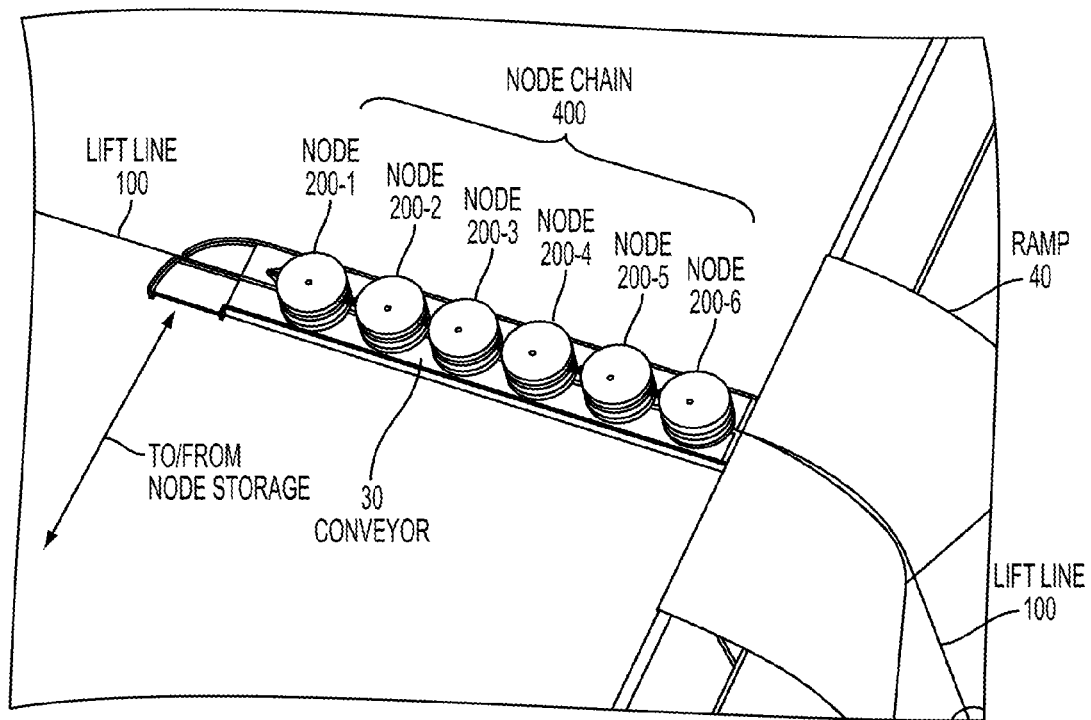 NODE CHAIN
400
LIFT LINE
100
NODE
200-1
NODE
200-2
NODE
200-3
NODE
200-4
NODE
200-5
NODE
200-6
RAMP
40
TO/FROM
NODE STORAGE
30
CONVEYOR
LIFT LINE
100